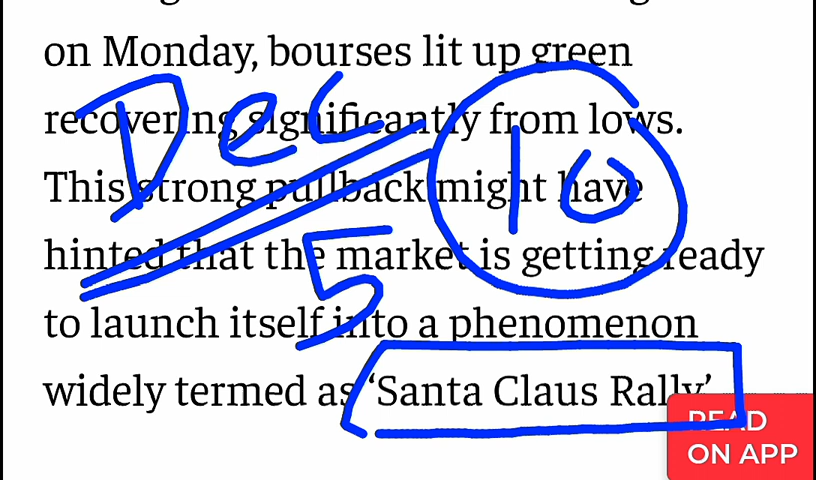 on Monday, bourses lit up green
recovering significantly from lows.
Dec
10
This strong pullback might have
hinted that the market is getting ready
5
to launch itself into a phenomenon
widely termed as ‘Santa Claus Rally’
READ
ON APP